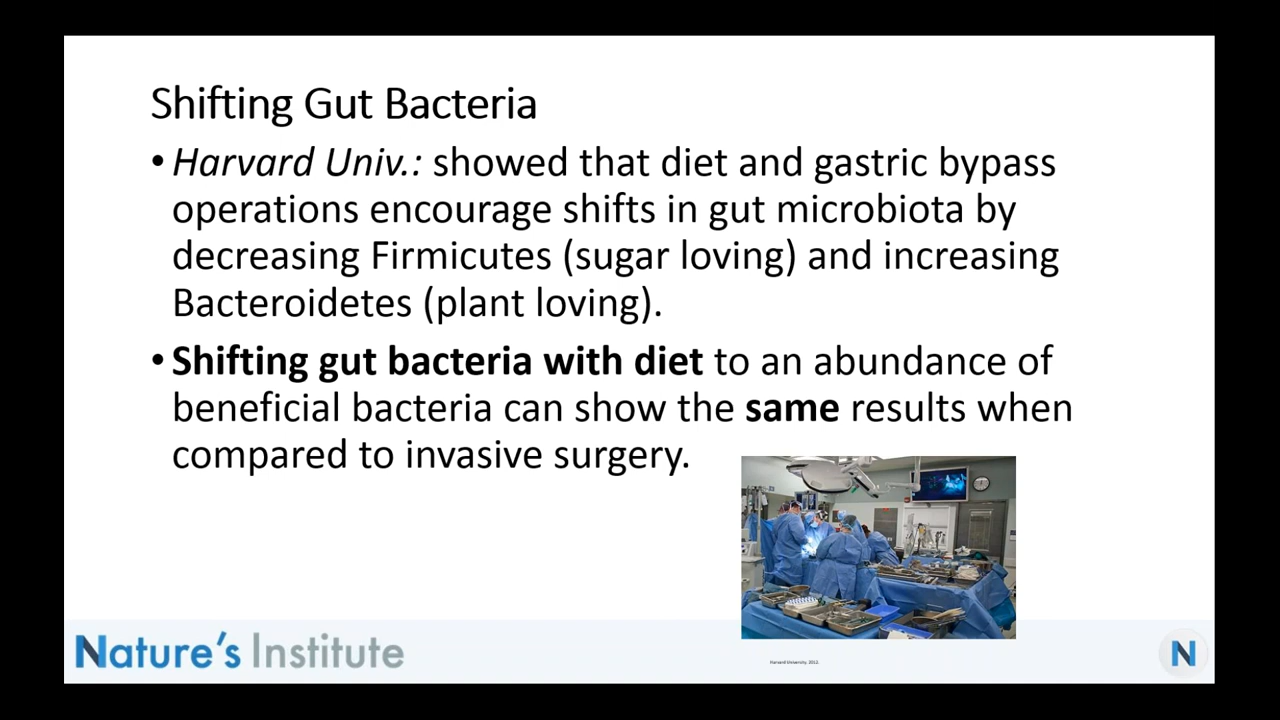 Shifting Gut Bacteria
• Harvard Univ.: showed that diet and gastric bypass
operations encourage shifts in gut microbiota by
decreasing Firmicutes (sugar loving) and increasing
Bacteroidetes (plant loving).
• Shifting gut bacteria with diet to an abundance of
beneficial bacteria can show the same results when
compared to invasive surgery.
Harvard University, 2012.
Nature's Institute
N